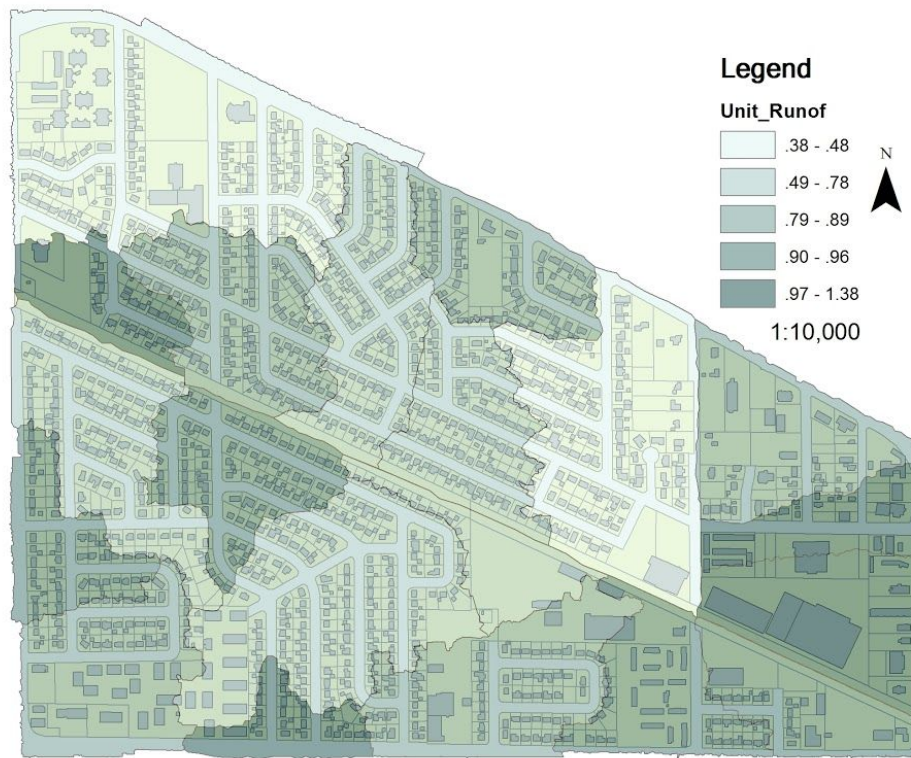 Legend
Unit_Runof
.38 - .48
N
.49 - .78
.79 - .89
.90 - .96
.97 - 1.38
1:10,000